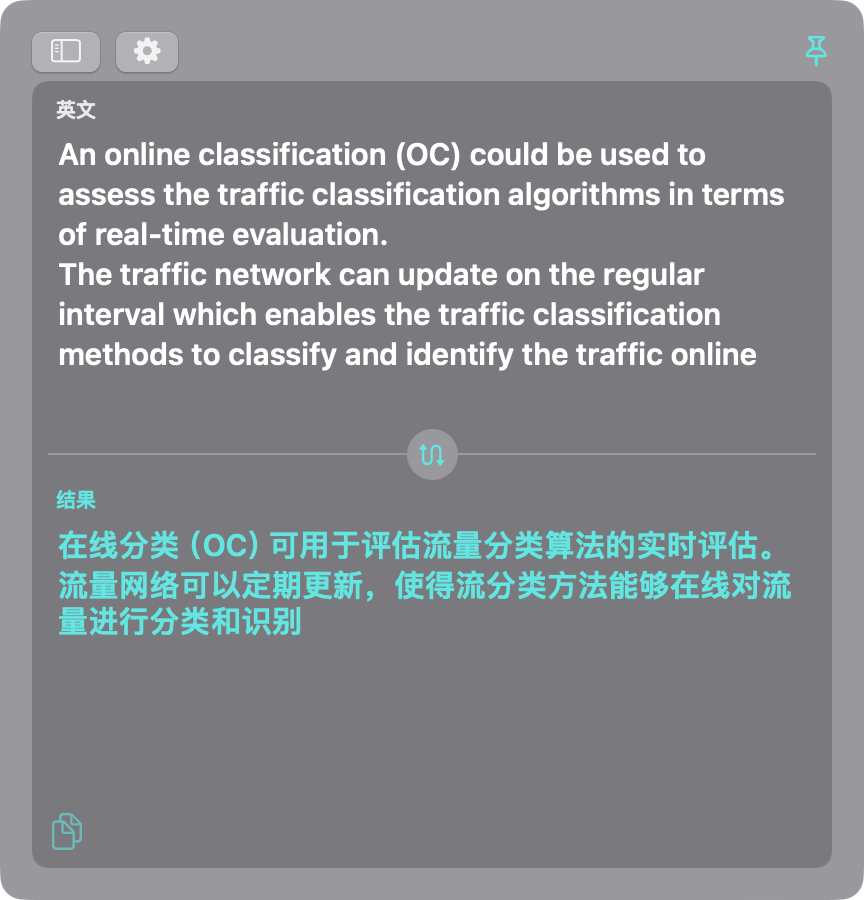 英文
An online classification (OC) could be used to
assess the traffic classification algorithms in terms
of real-time evaluation.
The traffic network can update on the regular
interval which enables the traffic classification
methods to classify and identify the traffic online
结果
在线分类（OC）可用于评估流量分类算法的实时评估。
流量网络可以定期更新，使得流分类方法能够在线对流
量进行分类和识别